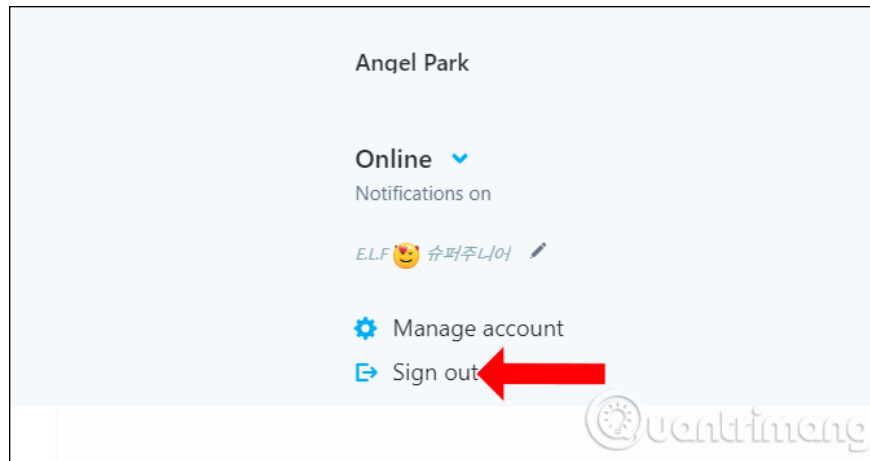 Angel Park
Online
Notifications on
E.L.F 😍 슈퍼주니어
Manage account
Sign out
Quantrimang